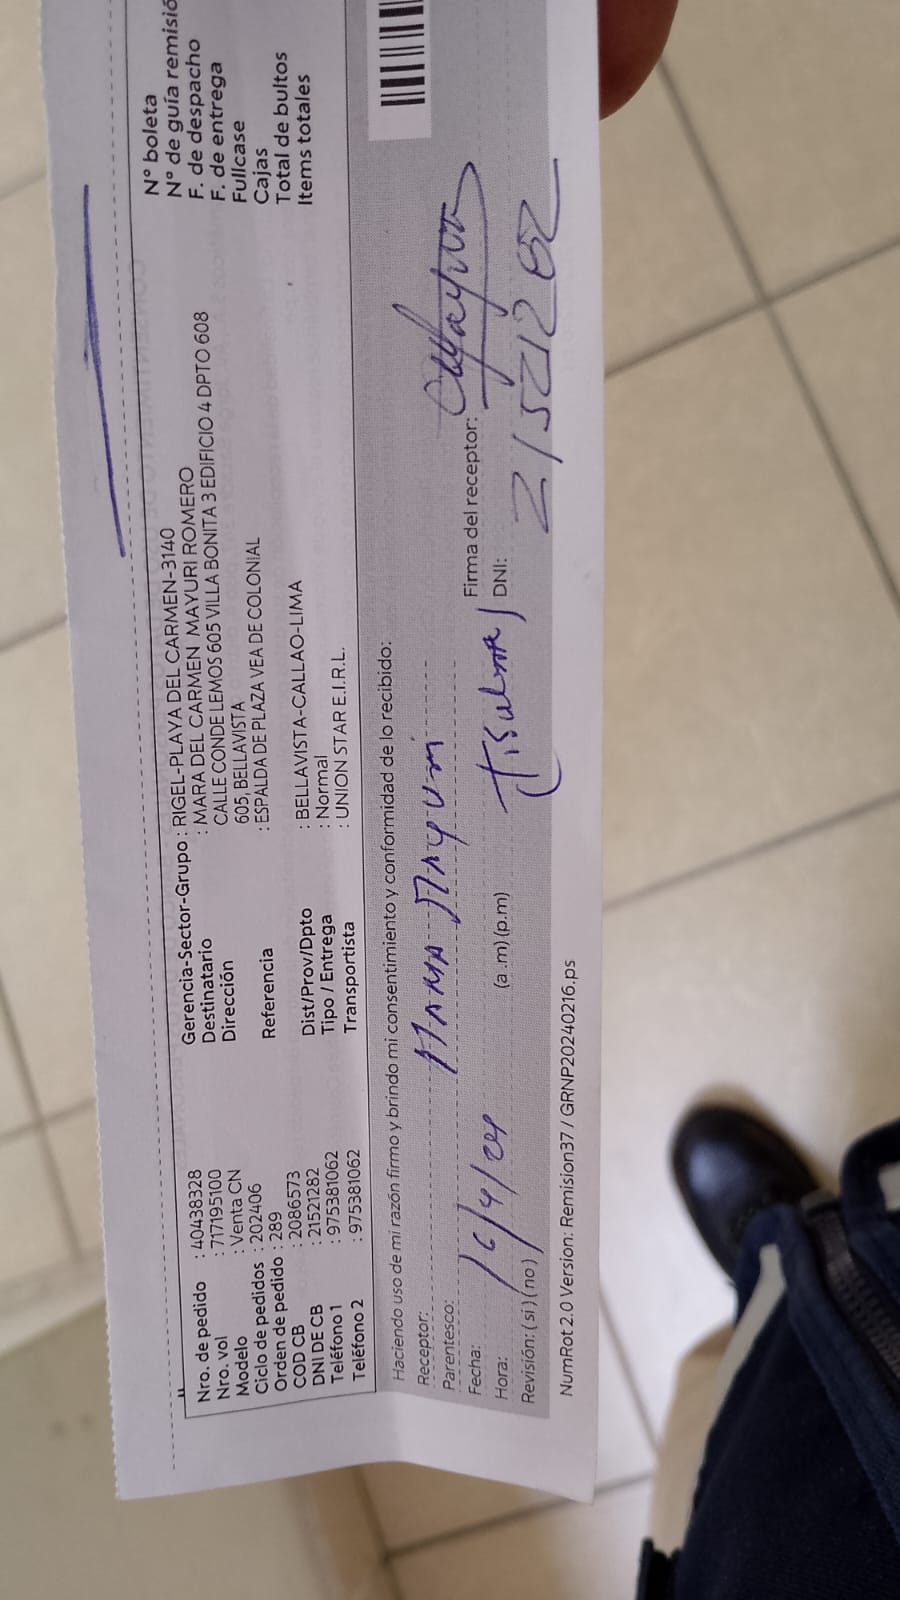 Nro. de pedido : 40438328
Nro. vol : 717195100
Modelo : Venta CN
Ciclo de pedidos : 202406
Orden de pedido : 289
COD CB : 2086573
DNI DE CB : 21521282
Teléfono 1 : 975381062
Teléfono 2 : 975381062
Gerencia-Sector-Grupo : RIGEL-PLAYA DEL CARMEN-3140
Destinatario : MARA DEL CARMEN MAYURI ROMERO
Dirección CALLE CONDE LEMOS 605 VILLA BONITA 3 EDIFICIO 4 DPTO 608
605, BELLAVISTA
Referencia : ESPALDA DE PLAZA VEA DE COLONIAL
Dist/Prov/Dpto : BELLAVISTA-CALLAO-LIMA
Tipo / Entrega : Normal
Transportista : UNION STAR E.I.R.L.
N° boleta
N° de guía remisió
F. de despacho
F. de entrega
Fullcase
Cajas
Total de bultos
Items totales
Haciendo uso de mi razón firmo y brindo mi consentimiento y conformidad de lo recibido:
Receptor: MARA MAYURI
Parentesco:
Fecha: 16/4/24
Firma del receptor:
Hora: (a .m) (p.m)
DNI: 21521282
Revisión: ( si ) ( no )
NumRot 2.0 Version: Remision37 / GRNP20240216.ps